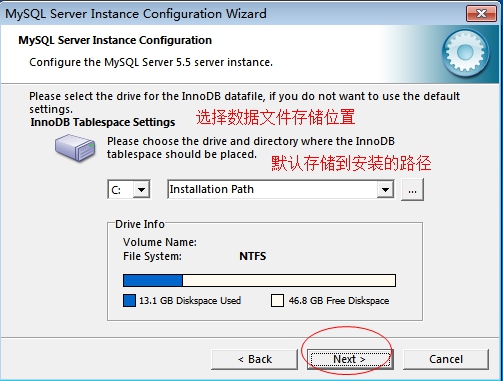 MySQL Server Instance Configuration Wizard
MySQL Server Instance Configuration
Configure the MySQL Server 5.5 server instance.
Please select the drive for the InnoDB datafile, if you do not want to use the default
settings.
InnoDB Tablespace Settings 选择数据文件存储位置
Please choose the drive and directory where the InnoDB
tablespace should be placed.
默认存储到安装的路径
C: Installation Path ...
Drive Info
Volume Name:
File System: NTFS
13.1 GB Diskspace Used 46.8 GB Free Diskspace
< Back Next > Cancel